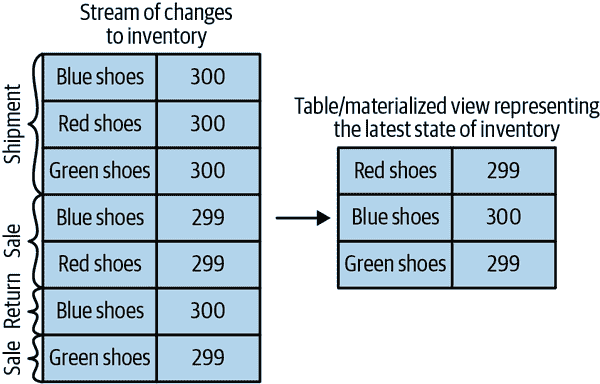 Stream of changes
to inventory
Shipment
Blue shoes 300
Red shoes 300
Green shoes 300
Sale
Blue shoes 299
Red shoes 299
Return
Blue shoes 300
Sale
Green shoes 299
Table/materialized view representing
the latest state of inventory
Red shoes 299
Blue shoes 300
Green shoes 299